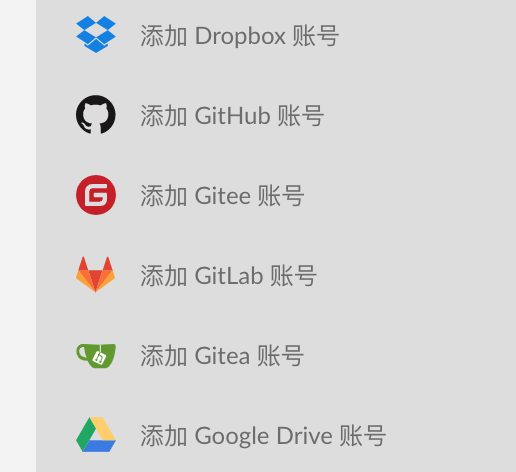 添加 Dropbox 账号
添加 GitHub 账号
添加 Gitee 账号
添加 GitLab 账号
添加 Gitea 账号
添加 Google Drive 账号